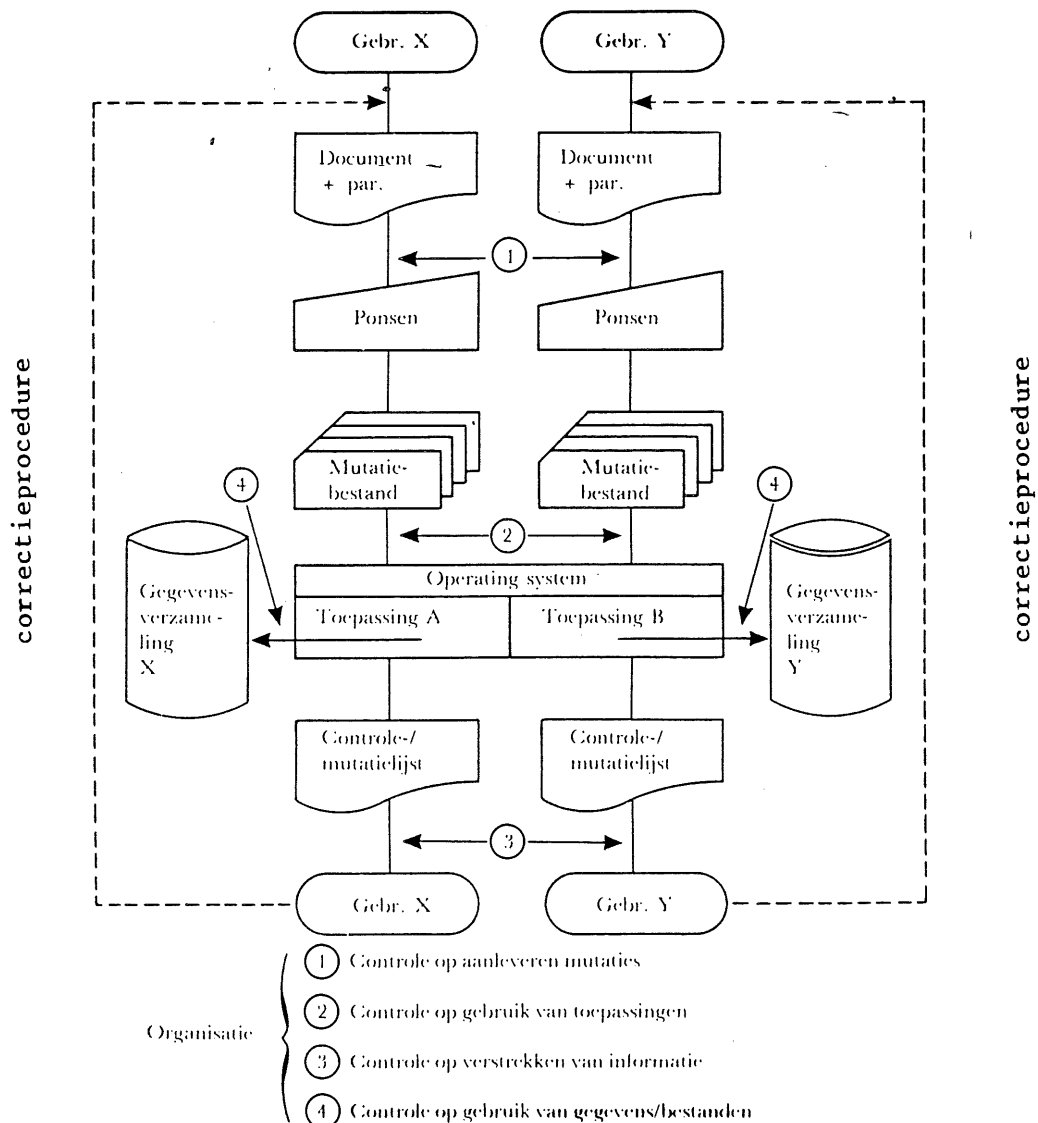 Gebr. X
Gebr. Y
Document
+ par.
Document
+ par.
1
Ponsen
Ponsen
Mutatie-
bestand
Mutatie-
bestand
4
4
2
Operating system
Toepassing A
Toepassing B
Gegevens-
verzame-
ling
X
Gegevens-
verzame-
ling
Y
correctieprocedure
correctieprocedure
Controle-/
mutatielijst
Controle-/
mutatielijst
3
Gebr. X
Gebr. Y
Organisatie
1 Controle op aanleveren mutaties
2 Controle op gebruik van toepassingen
3 Controle op verstrekken van informatie
4 Controle op gebruik van gegevens/bestanden